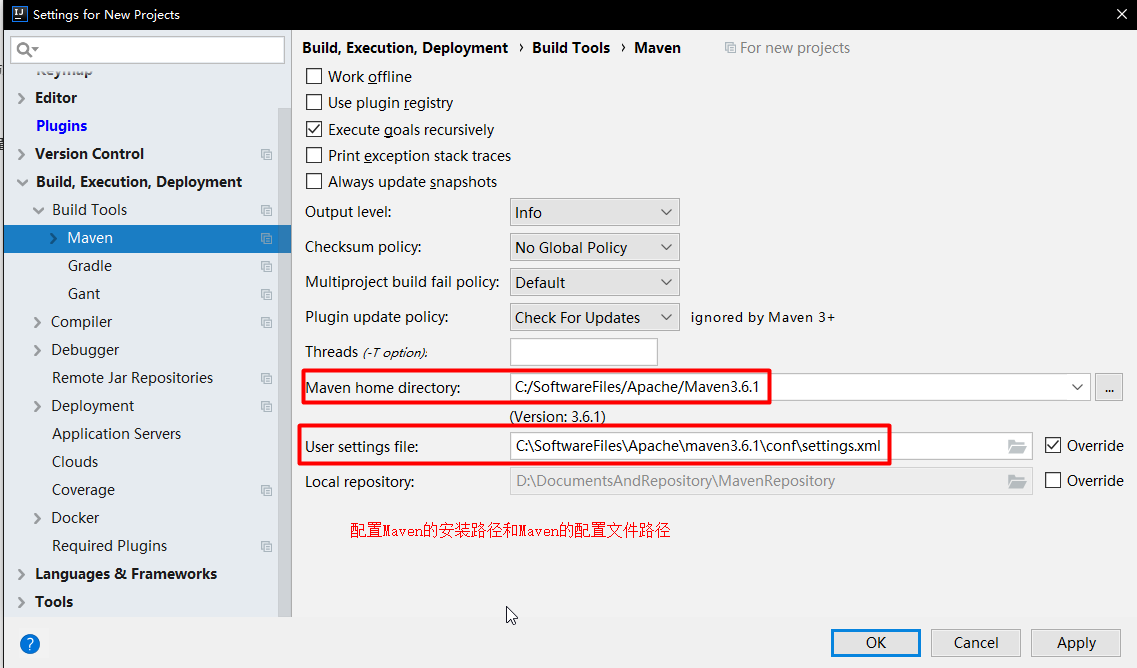 Settings for New Projects
Keymap
Editor
Plugins
Version Control
Build, Execution, Deployment
Build Tools
Maven
Gradle
Gant
Compiler
Debugger
Remote Jar Repositories
Deployment
Application Servers
Clouds
Coverage
Docker
Required Plugins
Languages & Frameworks
Tools
Build, Execution, Deployment › Build Tools › Maven For new projects
Work offline
Use plugin registry
Execute goals recursively
Print exception stack traces
Always update snapshots
Output level: Info
Checksum policy: No Global Policy
Multiproject build fail policy: Default
Plugin update policy: Check For Updates ignored by Maven 3+
Threads (-T option):
Maven home directory: C:/SoftwareFiles/Apache/Maven3.6.1 ...
(Version: 3.6.1)
User settings file: C:\SoftwareFiles\Apache\maven3.6.1\conf\settings.xml Override
Local repository: D:\DocumentsAndRepository\MavenRepository Override
配置Maven的安装路径和Maven的配置文件路径
? OK Cancel Apply